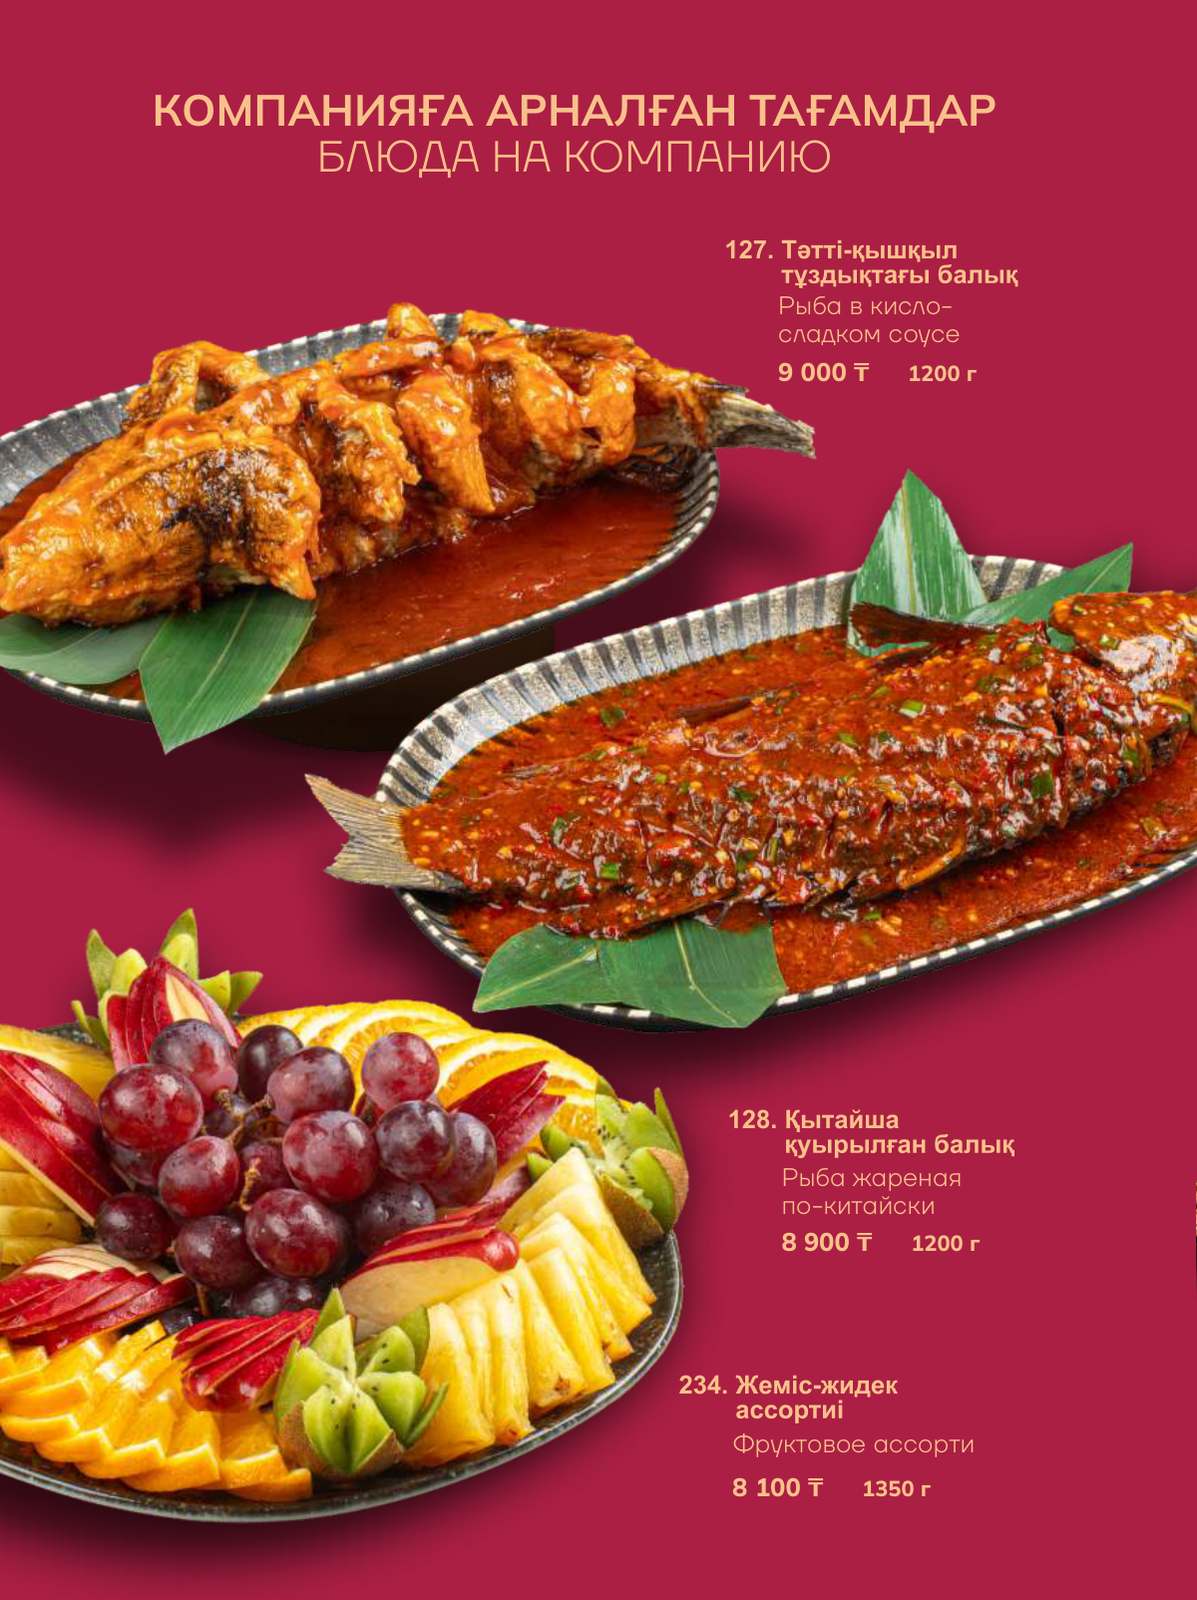 КОМПАНИЯҒА АРНАЛҒАН ТАҒАМДАР
БЛЮДА НА КОМПАНИЮ
127. Тәтті-қышқыл
тұздықтағы балық
Рыба в кисло-
сладком соусе
9 000 ₸ 1200 г
128. Қытайша
қуырылған балық
Рыба жареная
по-китайски
8 900 ₸ 1200 г
234. Жеміс-жидек
ассортиі
Фруктовое ассорти
8 100 ₸ 1350 г